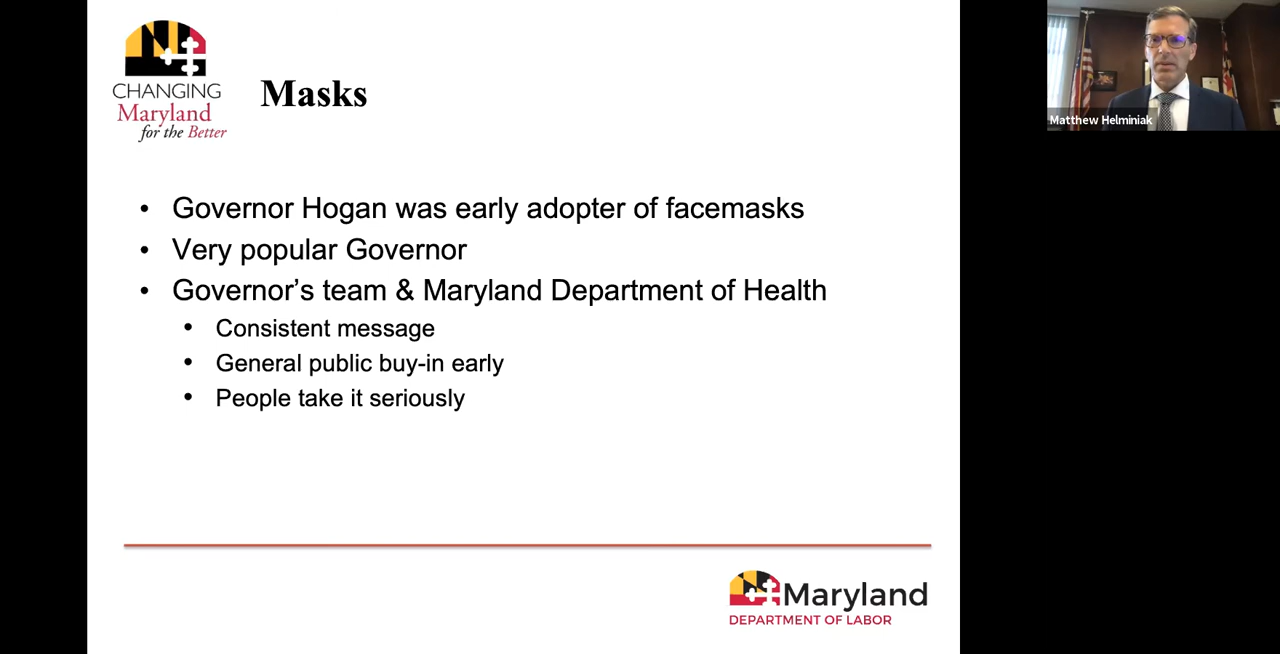 CHANGING
Maryland
for the Better
Masks
Matthew Helminiak
• Governor Hogan was early adopter of facemasks
• Very popular Governor
• Governor’s team & Maryland Department of Health
• Consistent message
• General public buy-in early
• People take it seriously
Maryland
DEPARTMENT OF LABOR